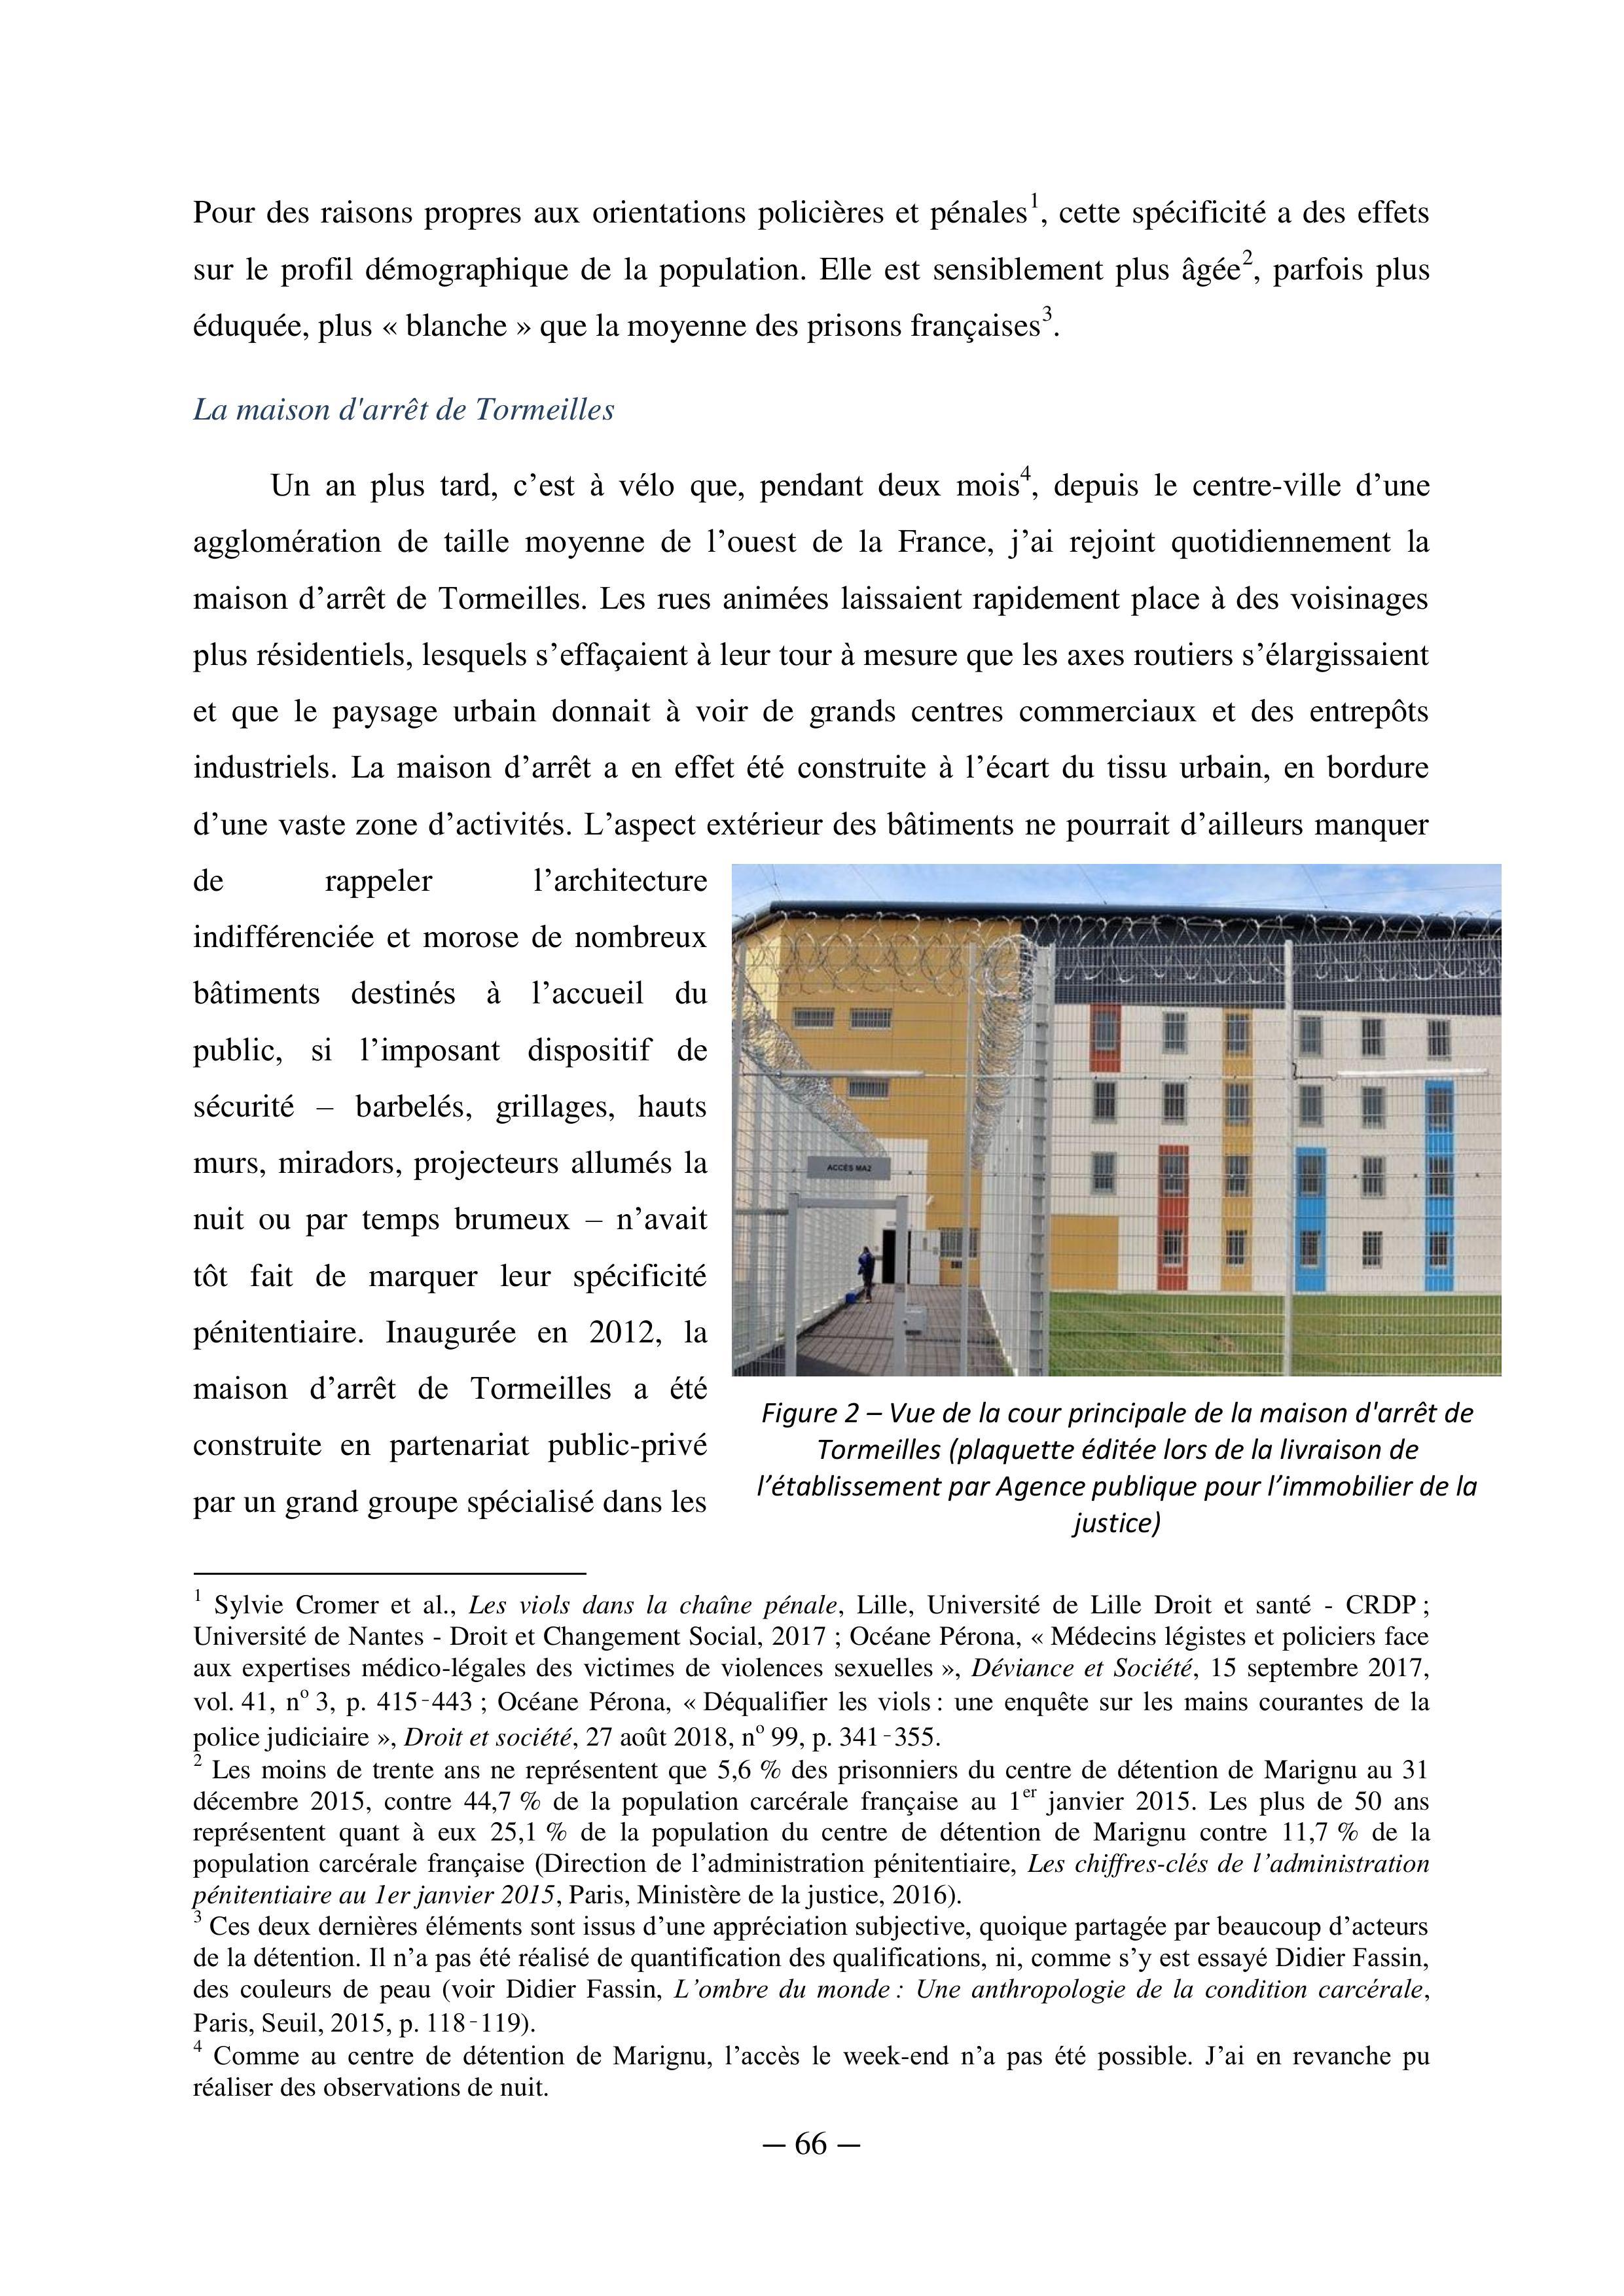 Pour des raisons propres aux orientations policières et pénales1, cette spécificité a des effets
sur le profil démographique de la population. Elle est sensiblement plus âgée2, parfois plus
éduquée, plus « blanche » que la moyenne des prisons françaises3.
La maison d'arrêt de Tormeilles
Un an plus tard, c’est à vélo que, pendant deux mois4, depuis le centre-ville d’une
agglomération de taille moyenne de l’ouest de la France, j’ai rejoint quotidiennement la
maison d’arrêt de Tormeilles. Les rues animées laissaient rapidement place à des voisinages
plus résidentiels, lesquels s’effaçaient à leur tour à mesure que les axes routiers s’élargissaient
et que le paysage urbain donnait à voir de grands centres commerciaux et des entrepôts
industriels. La maison d’arrêt a en effet été construite à l’écart du tissu urbain, en bordure
d’une vaste zone d’activités. L’aspect extérieur des bâtiments ne pourrait d’ailleurs manquer
de rappeler l’architecture
indifférenciée et morose de nombreux
bâtiments destinés à l’accueil du
public, si l’imposant dispositif de
sécurité – barbelés, grillages, hauts
murs, miradors, projecteurs allumés la
nuit ou par temps brumeux – n’avait
tôt fait de marquer leur spécificité
pénitentiaire. Inaugurée en 2012, la
maison d’arrêt de Tormeilles a été
construite en partenariat public-privé
par un grand groupe spécialisé dans les
ACCÈS MA2
Figure 2 – Vue de la cour principale de la maison d'arrêt de
Tormeilles (plaquette éditée lors de la livraison de
l’établissement par Agence publique pour l’immobilier de la
justice)
1 Sylvie Cromer et al., Les viols dans la chaîne pénale, Lille, Université de Lille Droit et santé - CRDP ;
Université de Nantes - Droit et Changement Social, 2017 ; Océane Pérona, « Médecins légistes et policiers face
aux expertises médico-légales des victimes de violences sexuelles », Déviance et Société, 15 septembre 2017,
vol. 41, no 3, p. 415‑443 ; Océane Pérona, « Déqualifier les viols : une enquête sur les mains courantes de la
police judiciaire », Droit et société, 27 août 2018, no 99, p. 341‑355.
2 Les moins de trente ans ne représentent que 5,6 % des prisonniers du centre de détention de Marignu au 31
décembre 2015, contre 44,7 % de la population carcérale française au 1er janvier 2015. Les plus de 50 ans
représentent quant à eux 25,1 % de la population du centre de détention de Marignu contre 11,7 % de la
population carcérale française (Direction de l’administration pénitentiaire, Les chiffres-clés de l’administration
pénitentiaire au 1er janvier 2015, Paris, Ministère de la justice, 2016).
3 Ces deux dernières éléments sont issus d’une appréciation subjective, quoique partagée par beaucoup d’acteurs
de la détention. Il n’a pas été réalisé de quantification des qualifications, ni, comme s’y est essayé Didier Fassin,
des couleurs de peau (voir Didier Fassin, L’ombre du monde : Une anthropologie de la condition carcérale,
Paris, Seuil, 2015, p. 118‑119).
4 Comme au centre de détention de Marignu, l’accès le week-end n’a pas été possible. J’ai en revanche pu
réaliser des observations de nuit.
— 66 —